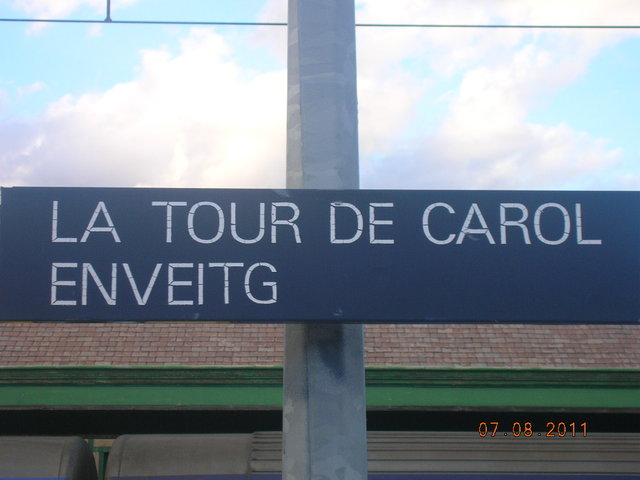 LA TOUR DE CAROL
ENVEITG
07.08.2011